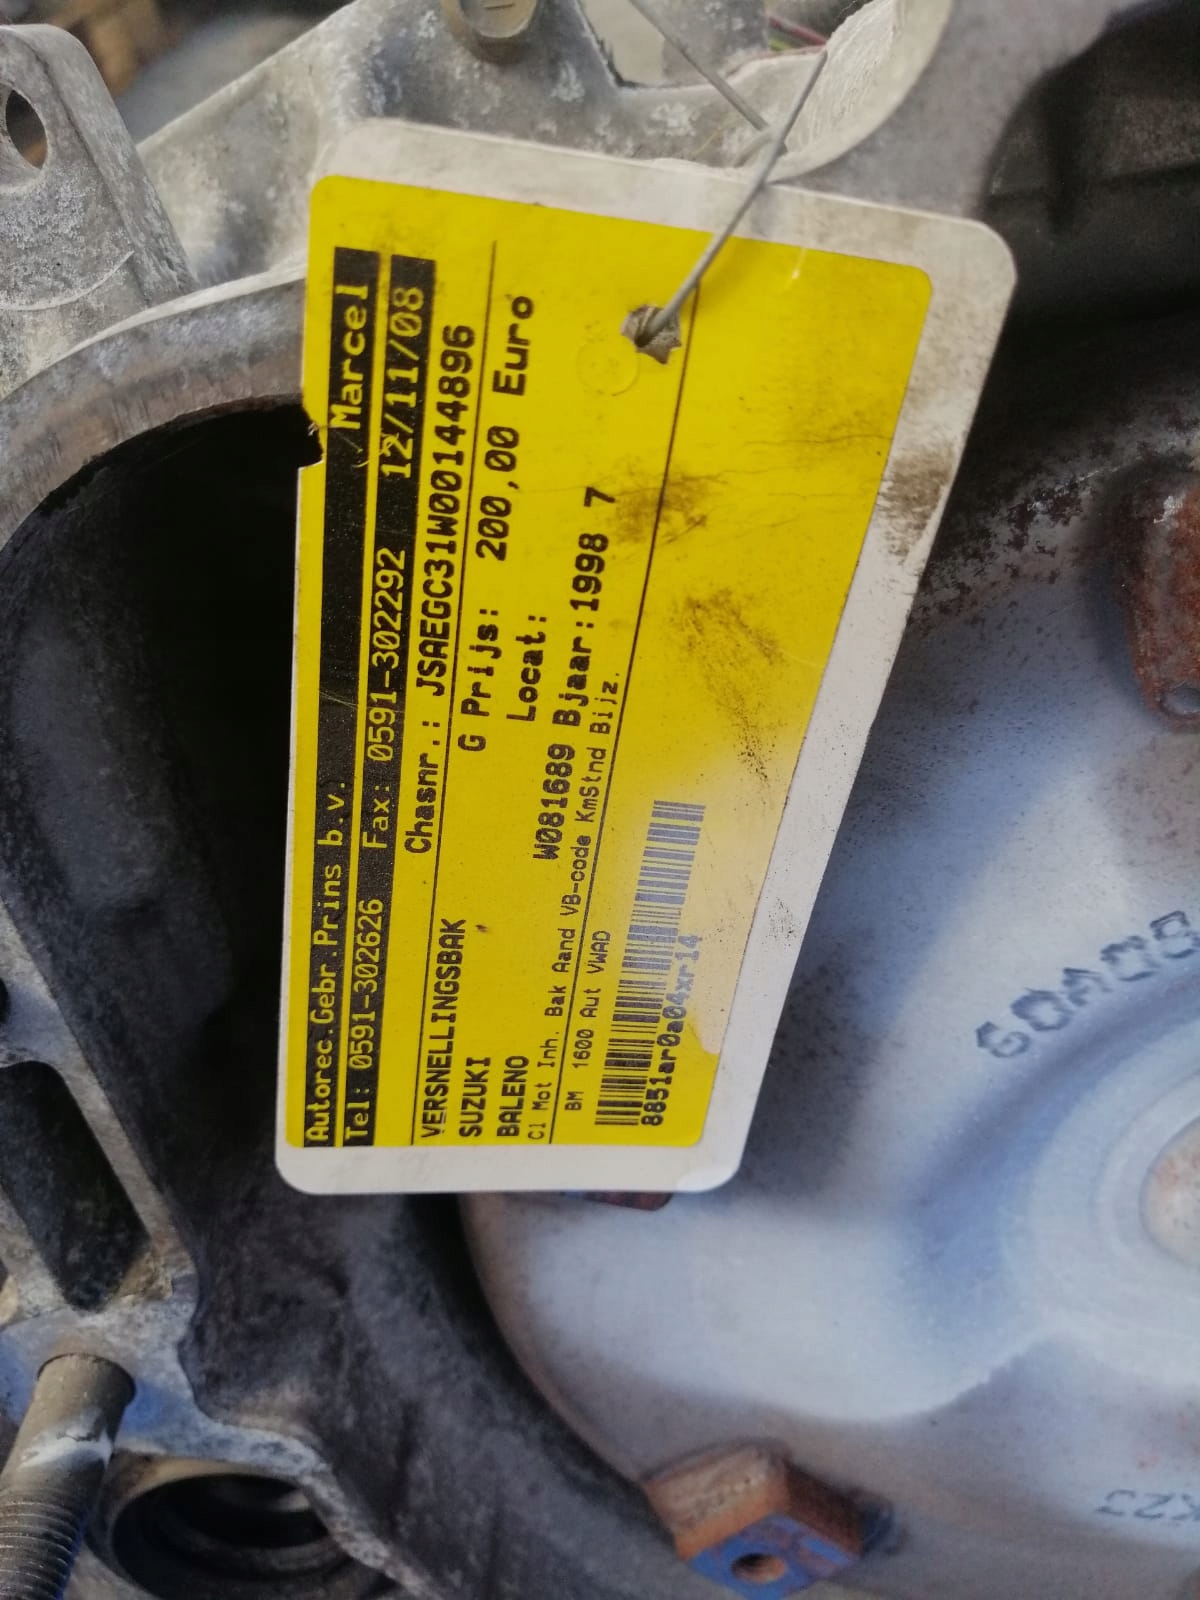 Autorec.Gebr.Prins b.v. / Marcel
Tel: 0591-302626 Fax: 0591-302292 12/11/08
Chasnr.: JSAEGC31W00144896
VERSNELLINGSBAK
SUZUKI G Prijs: 200,00 Euro
BALENO Locat:
W081689 Bjaar:1998 7
Cl Mot Inh. Bak Aand VB-code KmStnd Bijz.
BM 1600 Aut VWAD
8851ar0a04xr14
60A08